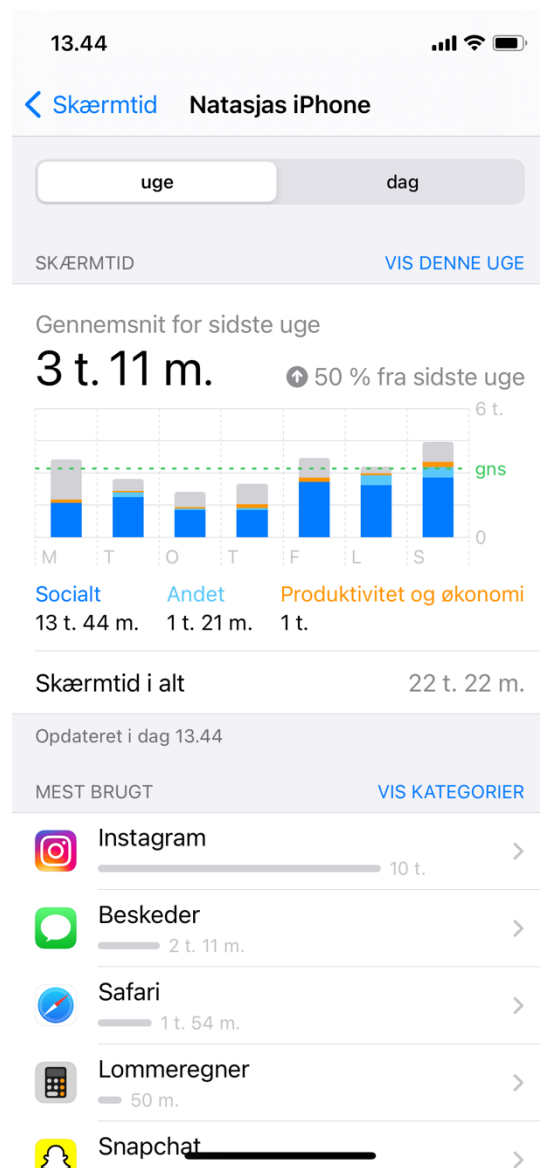 13.44
Skærmtid Natasjas iPhone
uge dag
SKÆRMTID VIS DENNE UGE
Gennemsnit for sidste uge
3 t. 11 m. 50 % fra sidste uge
6 t.
gns
0
M T O T F L S
Socialt Andet Produktivitet og økonomi
13 t. 44 m. 1 t. 21 m. 1 t.
Skærmtid i alt 22 t. 22 m.
Opdateret i dag 13.44
MEST BRUGT VIS KATEGORIER
Instagram
10 t.
Beskeder
2 t. 11 m.
Safari
1 t. 54 m.
Lommeregner
50 m.
Snapchat